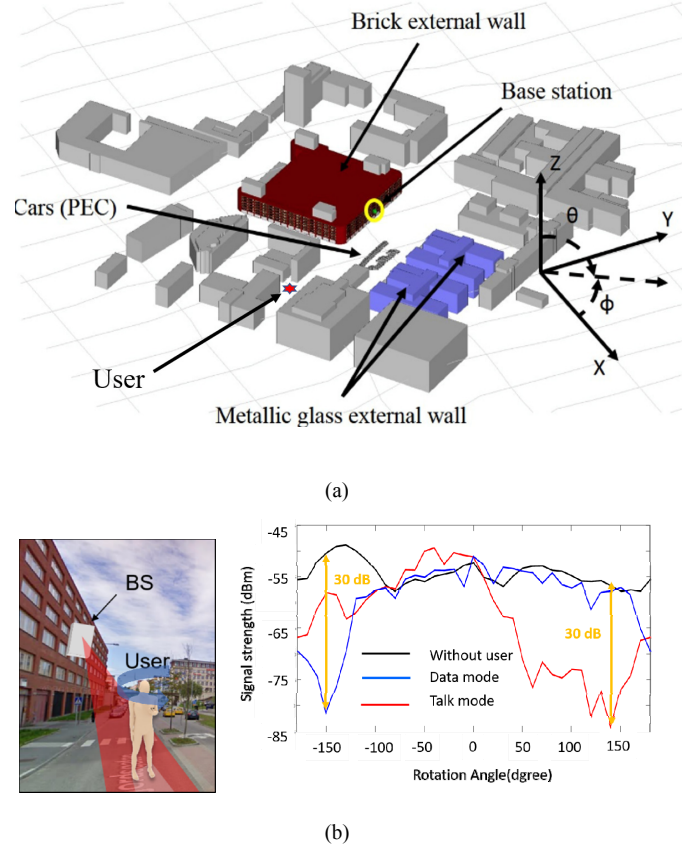 Brick external wall
Base station
Cars (PEC)
Z
θ
Y
ϕ
X
User
Metallic glass external wall
(a)
BS
User
Signal strength (dBm)
-45
-55
-65
-75
-85
30 dB
30 dB
Without user
Data mode
Talk mode
-150 -100 -50 0 50 100 150
Rotation Angle(dgree)
(b)